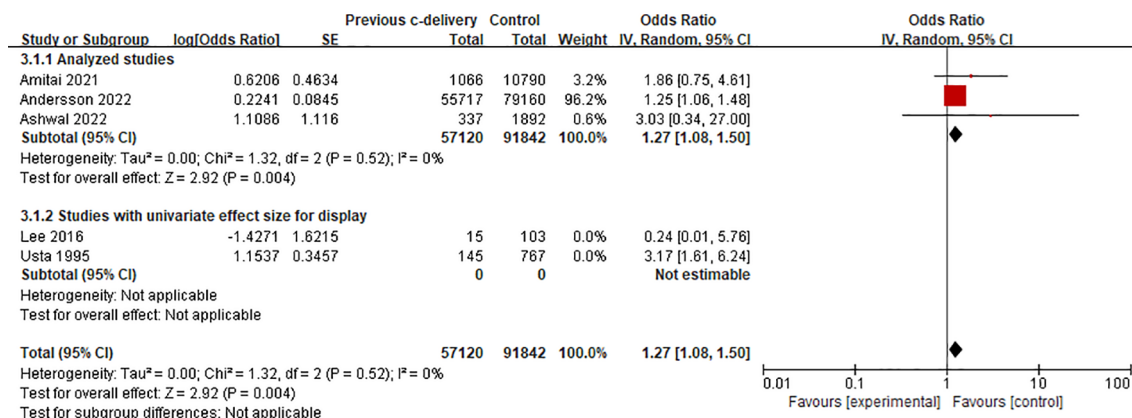 Previous c-delivery Control Odds Ratio Odds Ratio
Study or Subgroup log[Odds Ratio] SE Total Total Weight IV, Random, 95% CI IV, Random, 95% CI
3.1.1 Analyzed studies
Amitai 2021 0.6206 0.4634 1066 10790 3.2% 1.86 [0.75, 4.61]
Andersson 2022 0.2241 0.0845 55717 79160 96.2% 1.25 [1.06, 1.48]
Ashwal 2022 1.1086 1.116 337 1892 0.6% 3.03 [0.34, 27.00]
Subtotal (95% CI) 57120 91842 100.0% 1.27 [1.08, 1.50]
Heterogeneity: Tau² = 0.00; Chi² = 1.32, df = 2 (P = 0.52); I² = 0%
Test for overall effect: Z = 2.92 (P = 0.004)
3.1.2 Studies with univariate effect size for display
Lee 2016 -1.4271 1.6215 15 103 0.0% 0.24 [0.01, 5.76]
Usta 1995 1.1537 0.3457 145 767 0.0% 3.17 [1.61, 6.24]
Subtotal (95% CI) 0 0 Not estimable
Heterogeneity: Not applicable
Test for overall effect: Not applicable
Total (95% CI) 57120 91842 100.0% 1.27 [1.08, 1.50]
Heterogeneity: Tau² = 0.00; Chi² = 1.32, df = 2 (P = 0.52); I² = 0%
Test for overall effect: Z = 2.92 (P = 0.004)
Test for subgroup differences: Not applicable
0.01 0.1 1 10 100
Favours [experimental] Favours [control]